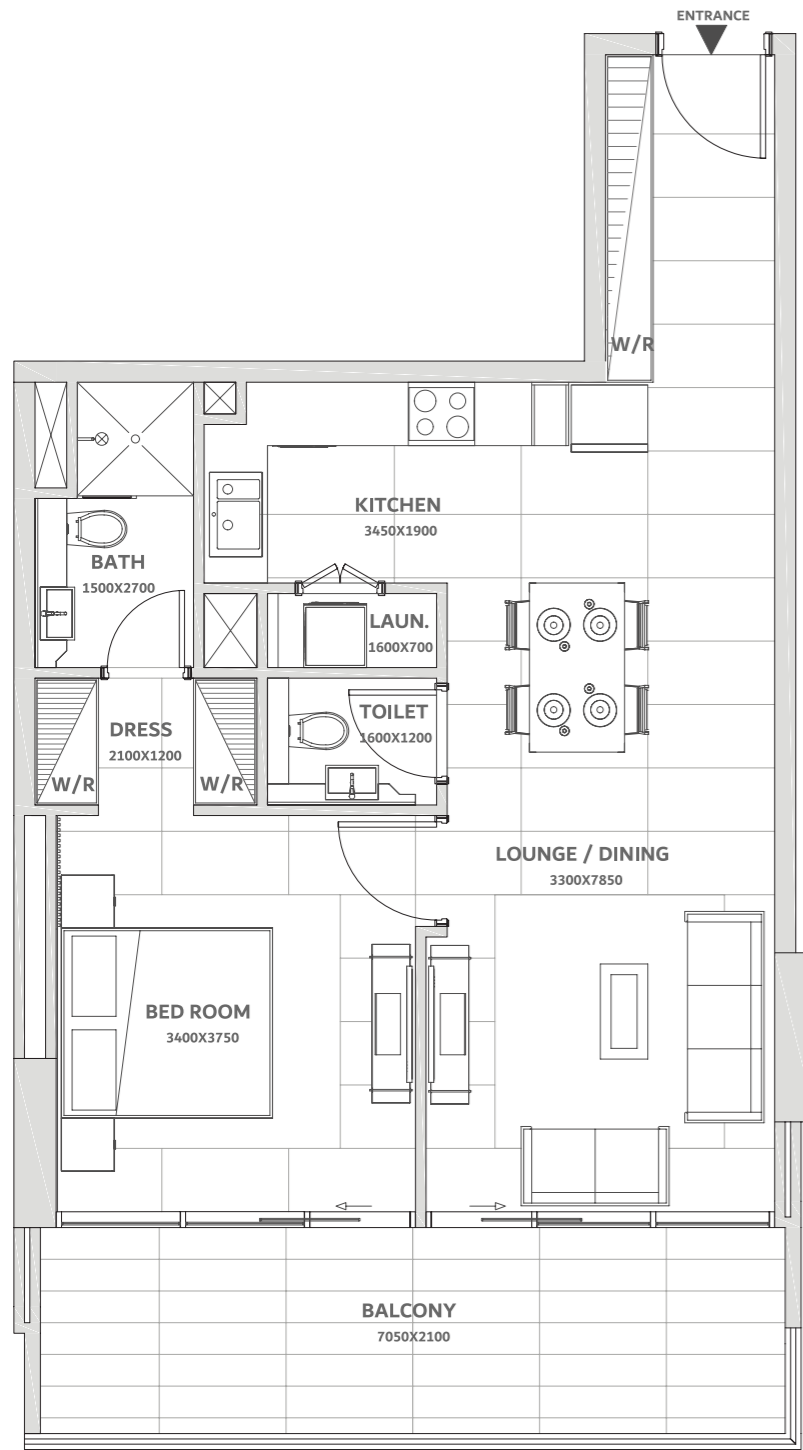 ENTRANCE
W/R
KITCHEN
3450X1900
BATH
1500X2700
LAUN.
1600X700
TOILET
1600X1200
DRESS
2100X1200
W/R
W/R
LOUNGE / DINING
3300X7850
BED ROOM
3400X3750
BALCONY
7050X2100